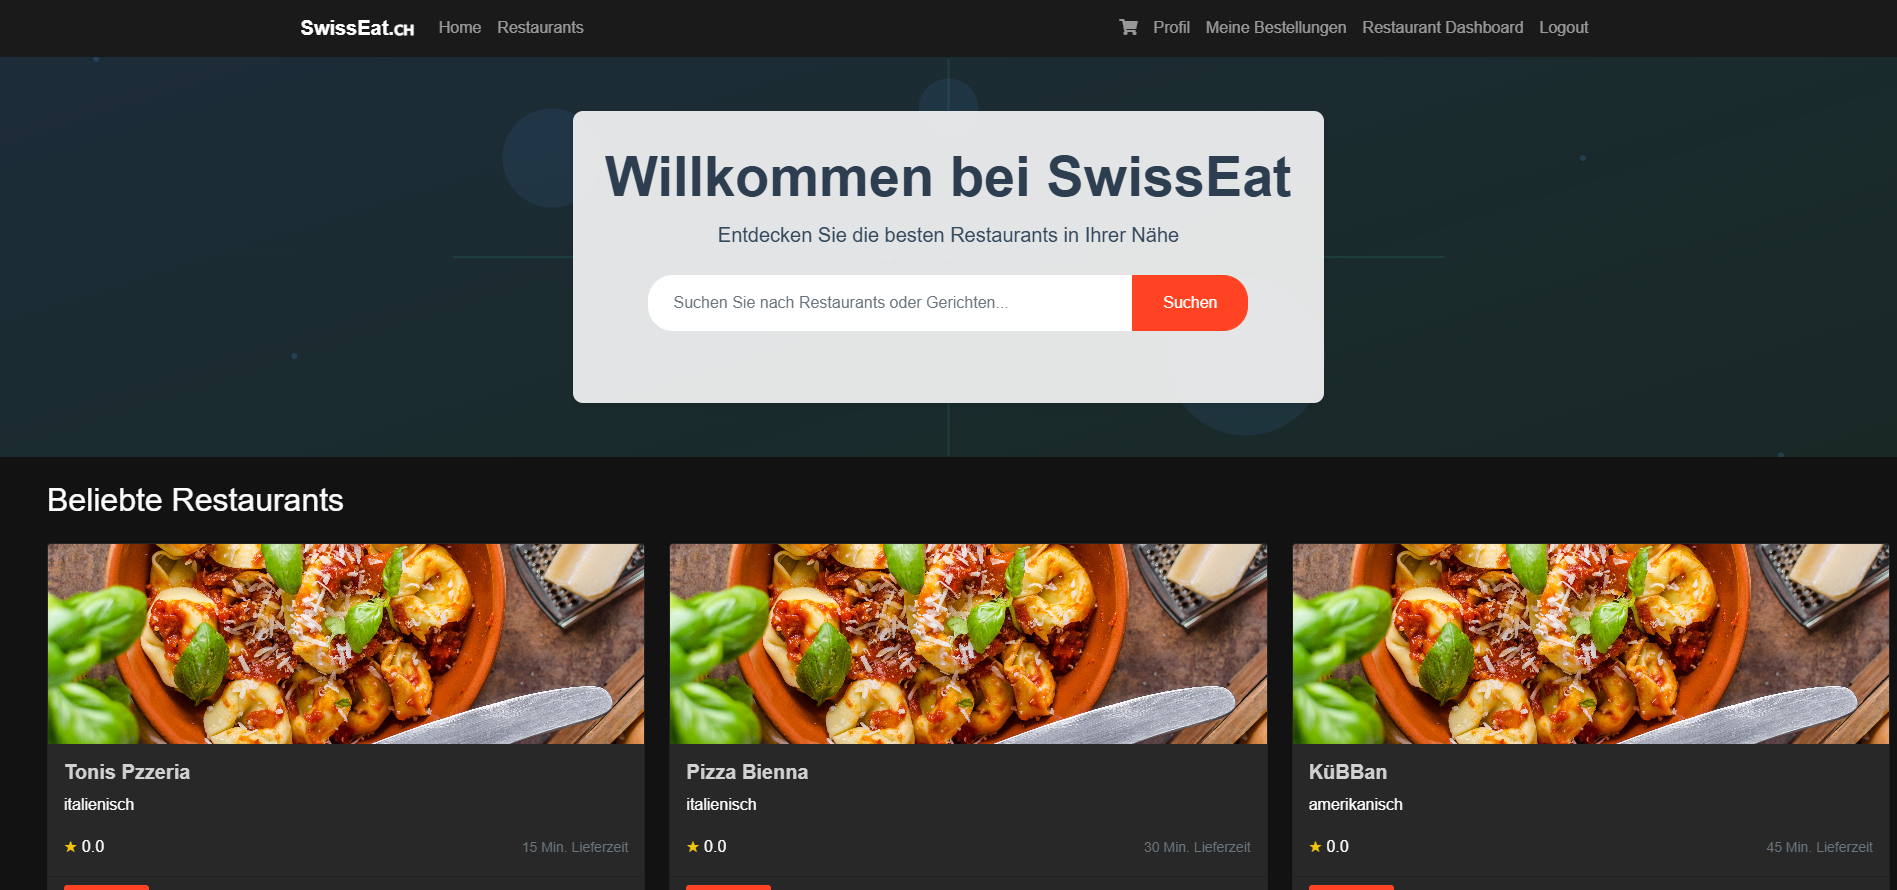 SwissEat.CH Home Restaurants Profil Meine Bestellungen Restaurant Dashboard Logout
Willkommen bei SwissEat
Entdecken Sie die besten Restaurants in Ihrer Nähe
Suchen Sie nach Restaurants oder Gerichten... Suchen
Beliebte Restaurants
Tonis Pzzeria
italienisch
★ 0.0 15 Min. Lieferzeit
Pizza Bienna
italienisch
★ 0.0 30 Min. Lieferzeit
KüBBan
amerikanisch
★ 0.0 45 Min. Lieferzeit